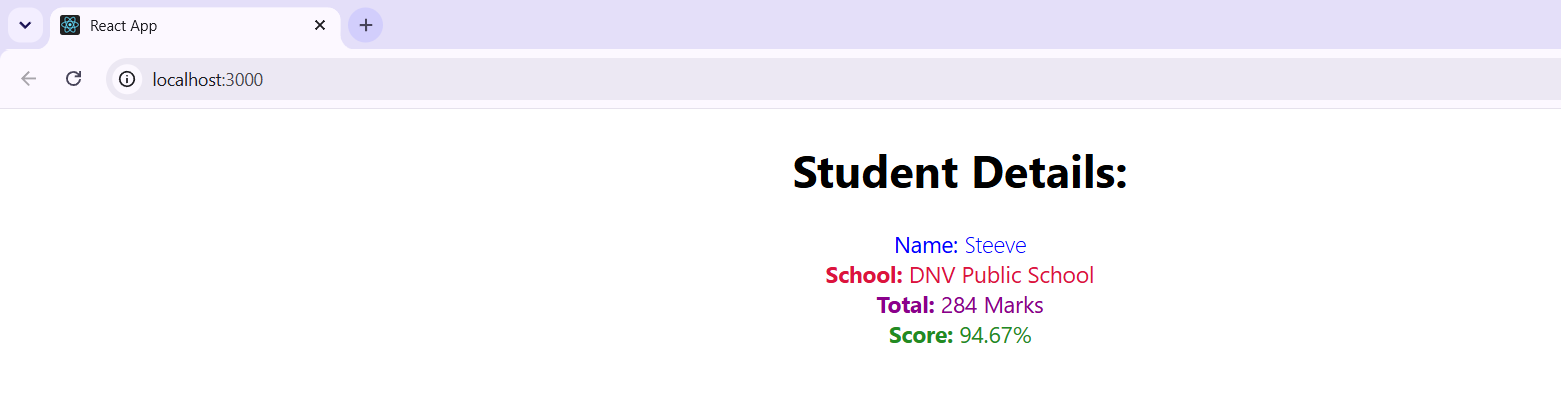 React App
localhost:3000
Student Details:
Name: Steeve
School: DNV Public School
Total: 284 Marks
Score: 94.67%